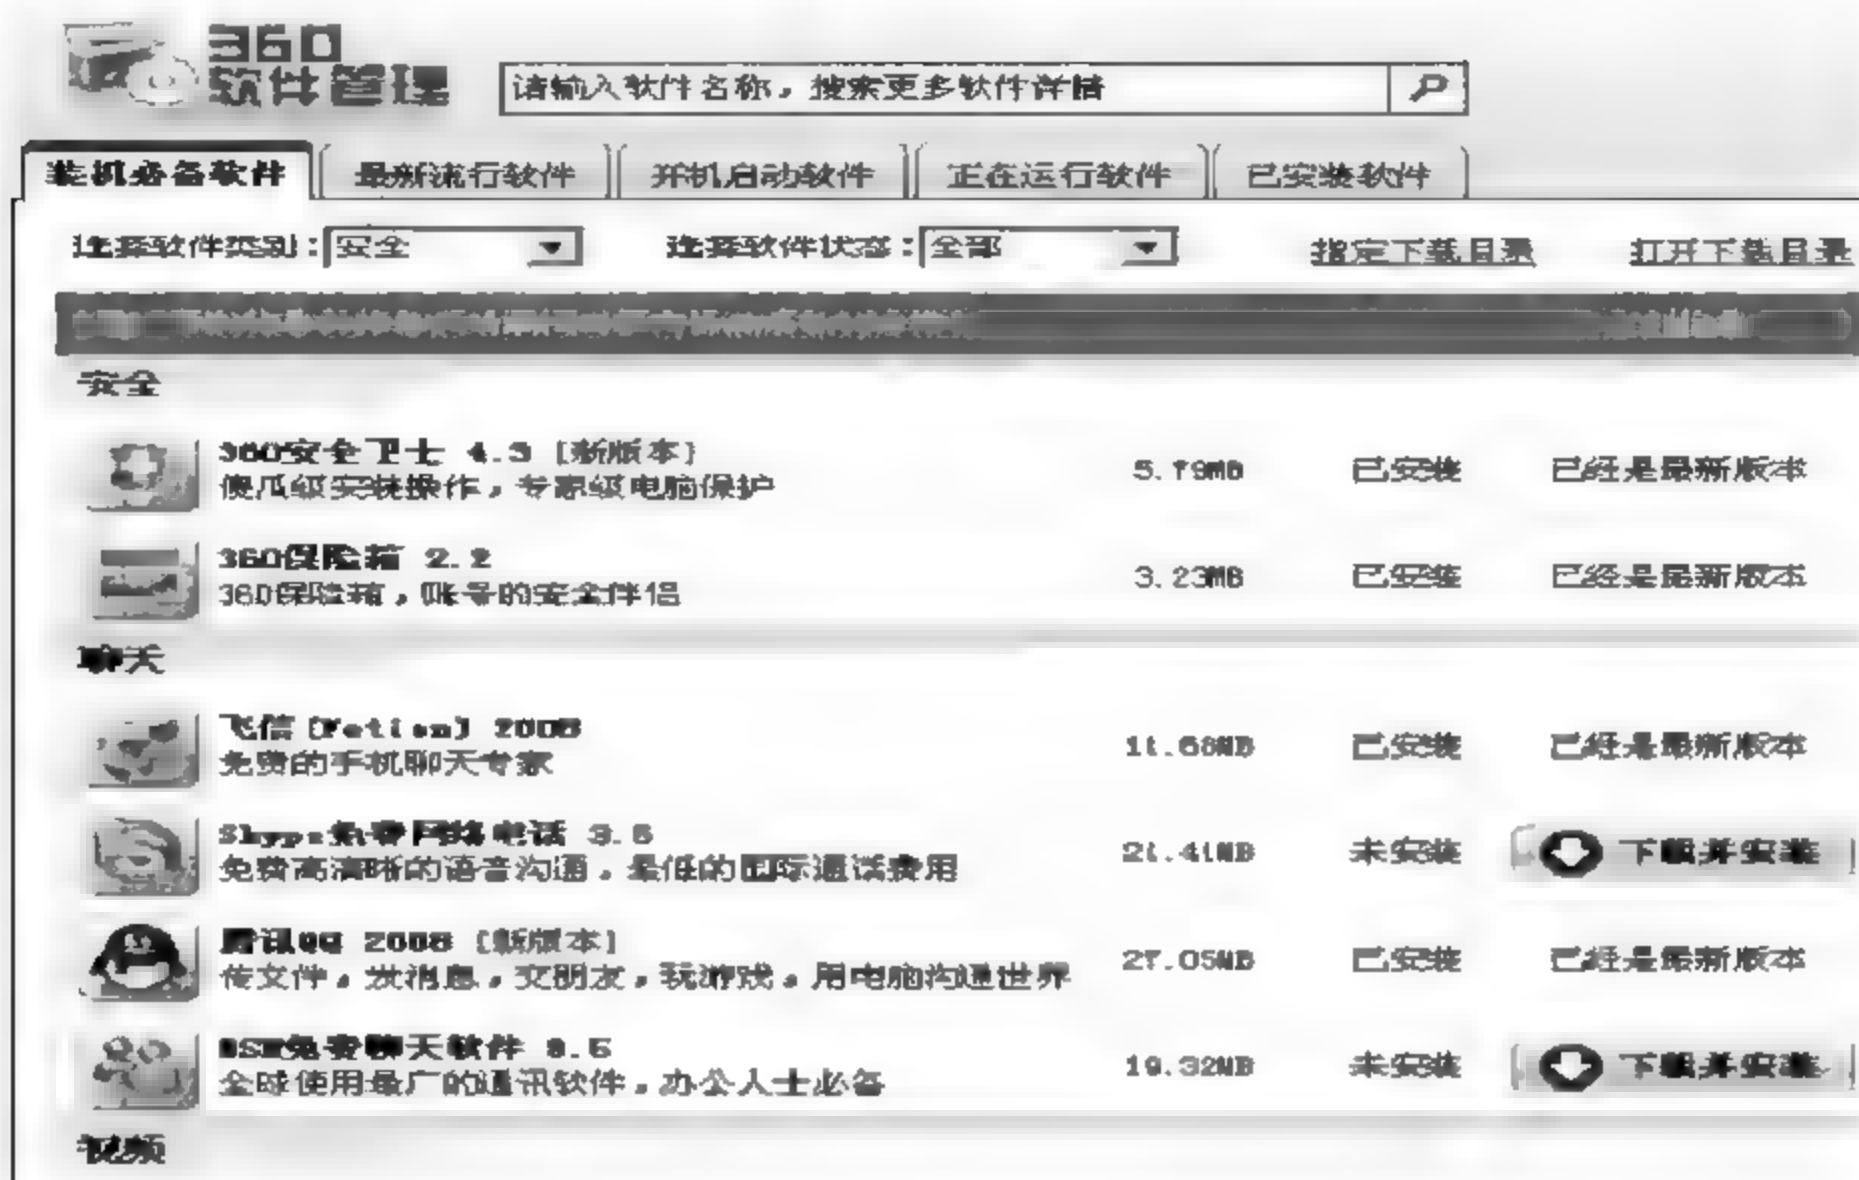 360
软件管理
请输入软件名称，搜索更多软件详情
装机必备软件 最新流行软件 开机启动软件 正在运行软件 已安装软件
选择软件类别：安全 选择软件状态：全部 指定下载目录 打开下载目录
安全
360安全卫士 4.3 [新版本]
傻瓜级安装操作，专家级电脑保护
5.79MB 已安装 已经是最新版本
360保险箱 2.2
360保险箱，账号的安全伴侣
3.23MB 已安装 已经是最新版本
聊天
飞信(Fetion) 2008
免费的手机聊天专家
11.68MB 已安装 已经是最新版本
Skype免费网络电话
免费高清晰的语音沟通，最低的国际通话费用
21.41MB 未安装 下载并安装
腾讯QQ 2008 [新版本]
传文件，发消息，交朋友，玩游戏，用电脑沟通世界
27.05MB 已安装 已经是最新版本
免费聊天软件
全球使用最广的通讯软件，办公人士必备
19.32MB 未安装 下载并安装
视频